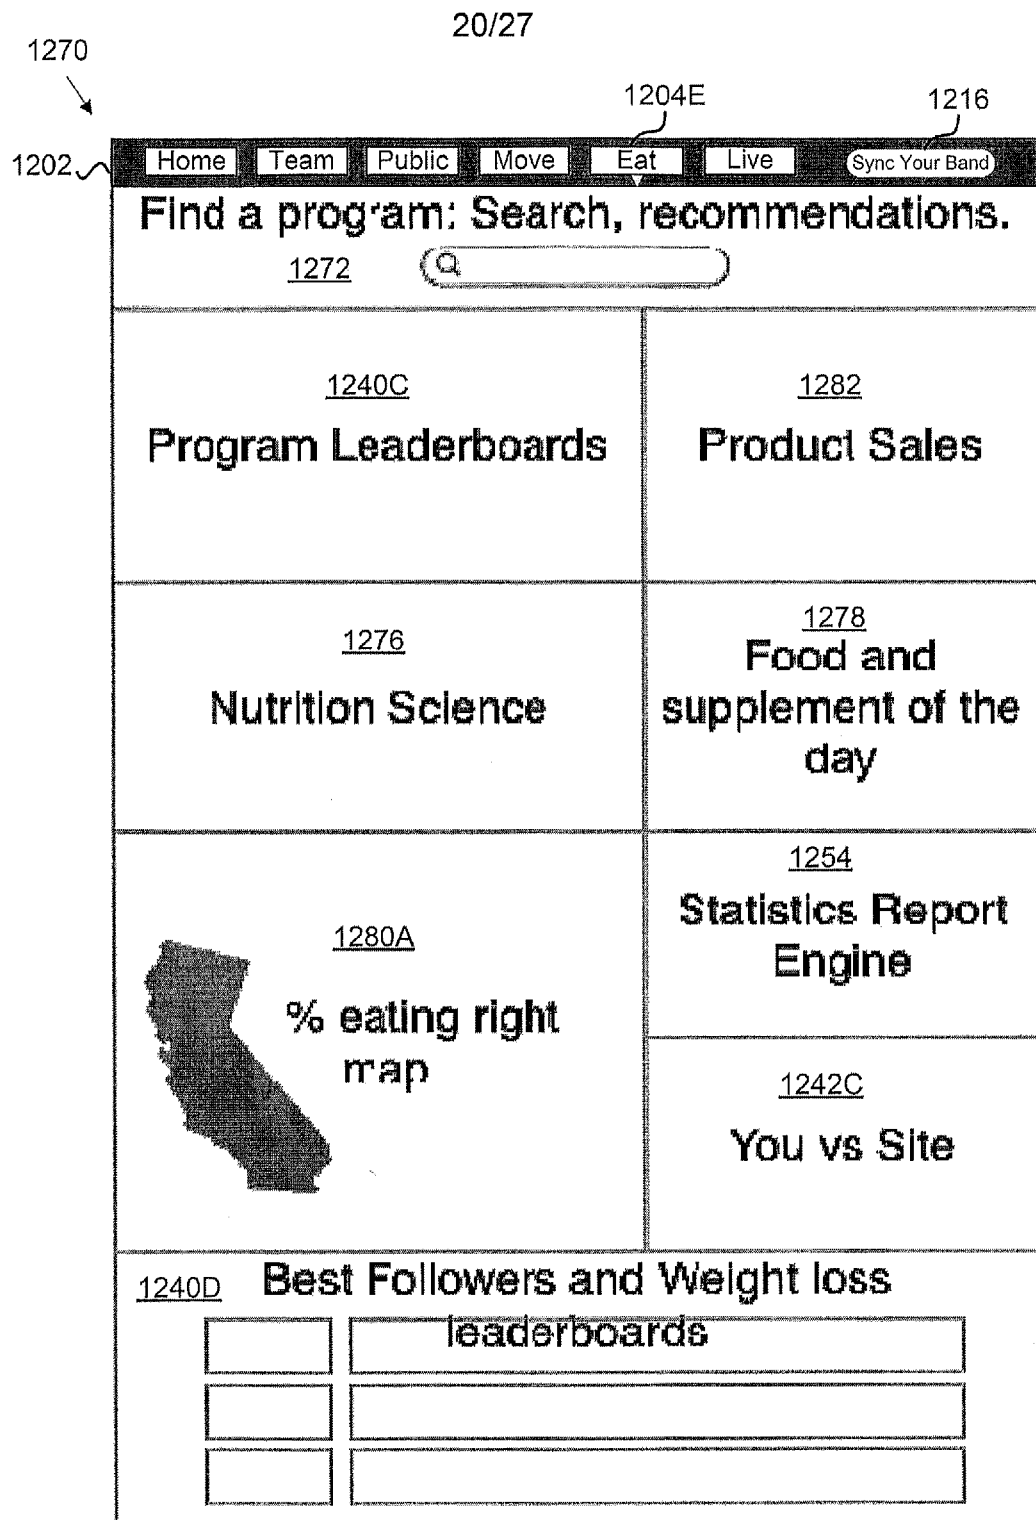 20/27
1270
1204E
1216
1202
Home Team Public Move Eat Live Sync Your Band
Find a program: Search, recommendations.
1272
1240C
Program Leaderboards
1282
Product Sales
1276
Nutrition Science
1278
Food and
supplement of the
day
1280A
% eating right
map
1254
Statistics Report
Engine
1242C
You vs Site
1240D
Best Followers and Weight loss
leaderboards